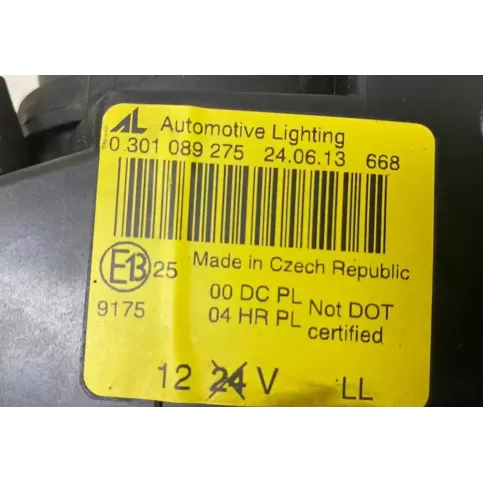 AL Automotive Lighting
0 301 089 275 24.06.13 668
E13 25 Made in Czech Republic
9175 00 DC PL Not DOT
04 HR PL certified
12 24 V LL